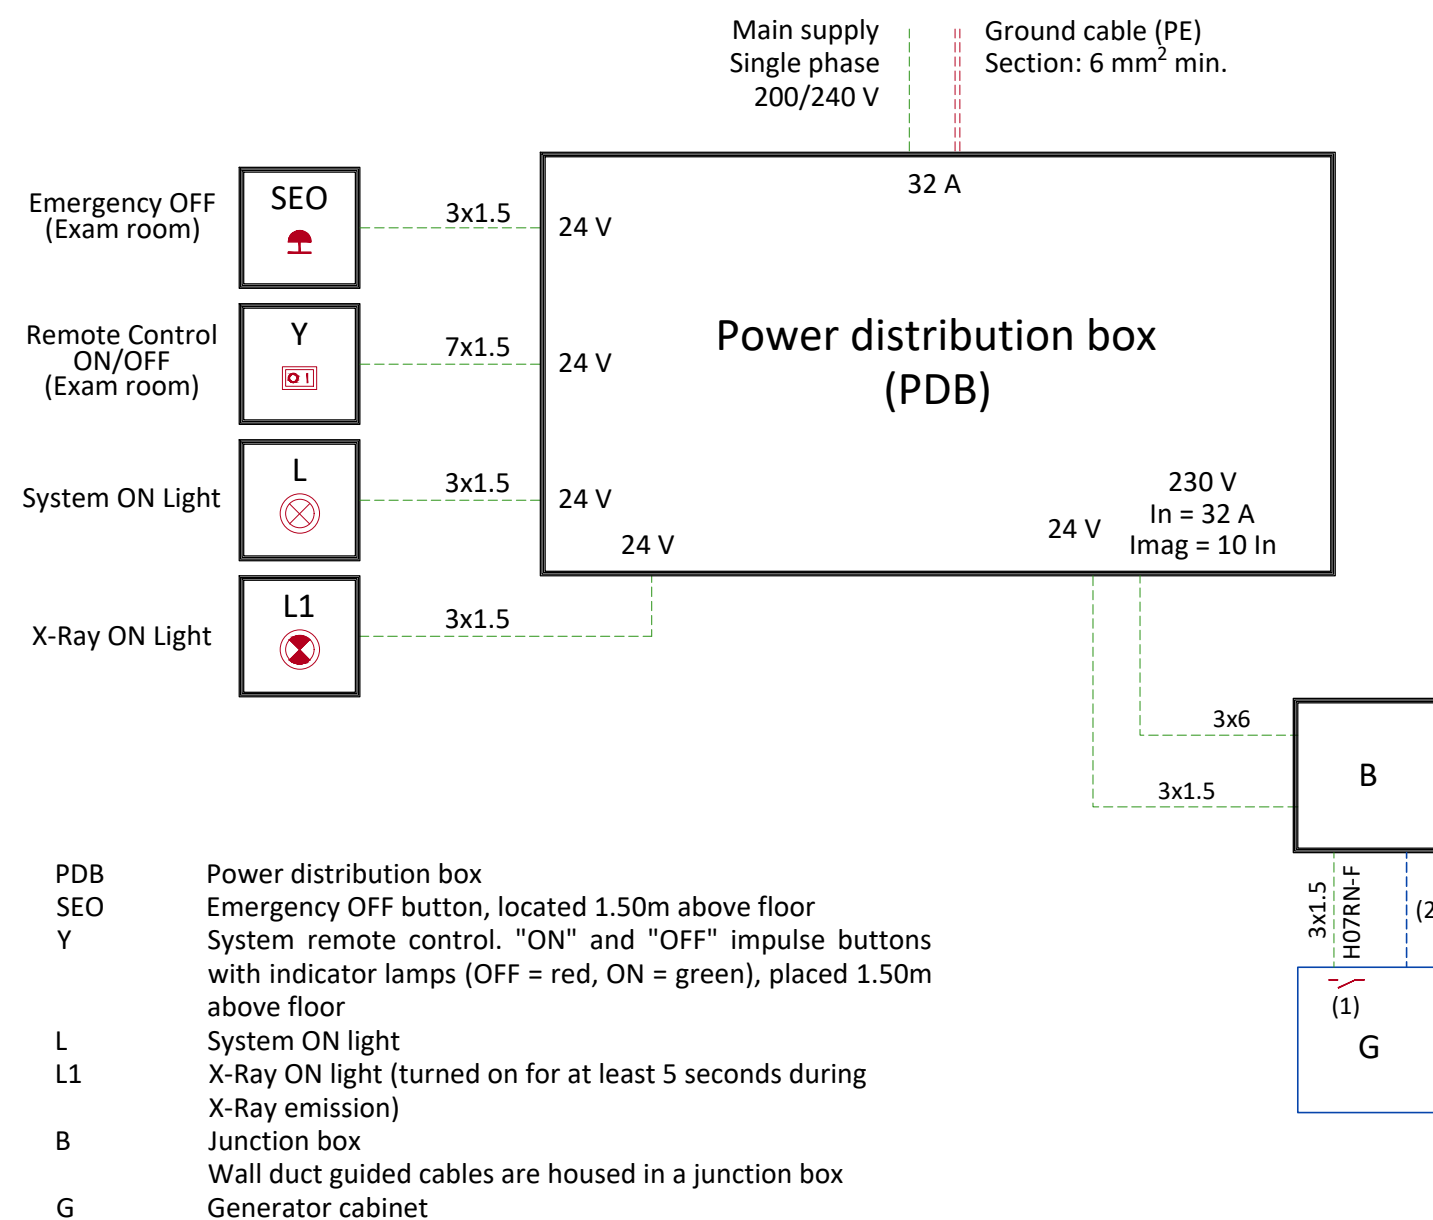 Main supply
Single phase
200/240 V
Ground cable (PE)
Section: 6 mm² min.
32 A
Emergency OFF
(Exam room)
SEO
3x1.5
24 V
Remote Control
ON/OFF
(Exam room)
Y
0 I
7x1.5
24 V
Power distribution box
(PDB)
System ON Light
L
3x1.5
24 V
24 V
24 V
230 V
In = 32 A
Imag = 10 In
X-Ray ON Light
L1
3x1.5
3x6
3x1.5
B
3x1.5
H07RN-F
(2
(1)
G
PDB Power distribution box
SEO Emergency OFF button, located 1.50m above floor
Y System remote control. "ON" and "OFF" impulse buttons
with indicator lamps (OFF = red, ON = green), placed 1.50m
above floor
L System ON light
L1 X-Ray ON light (turned on for at least 5 seconds during
X-Ray emission)
B Junction box
Wall duct guided cables are housed in a junction box
G Generator cabinet